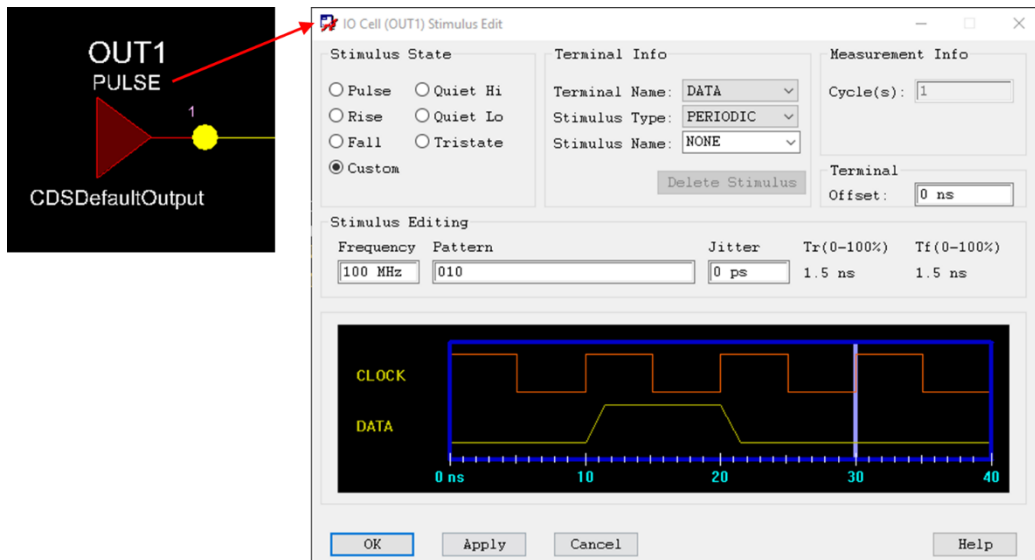 OUT1
PULSE
1
CDSDefaultOutput
IO Cell (OUT1) Stimulus Edit
Stimulus State
Pulse Quiet Hi
Rise Quiet Lo
Fall Tristate
Custom
Terminal Info
Terminal Name: DATA
Stimulus Type: PERIODIC
Stimulus Name: NONE
Delete Stimulus
Measurement Info
Cycle(s): 1
Terminal
Offset: 0 ns
Stimulus Editing
Frequency Pattern Jitter Tr(0-100%) Tf(0-100%)
100 MHz 010 0 ps 1.5 ns 1.5 ns
CLOCK
DATA
0 ns 10 20 30 40
OK Apply Cancel Help